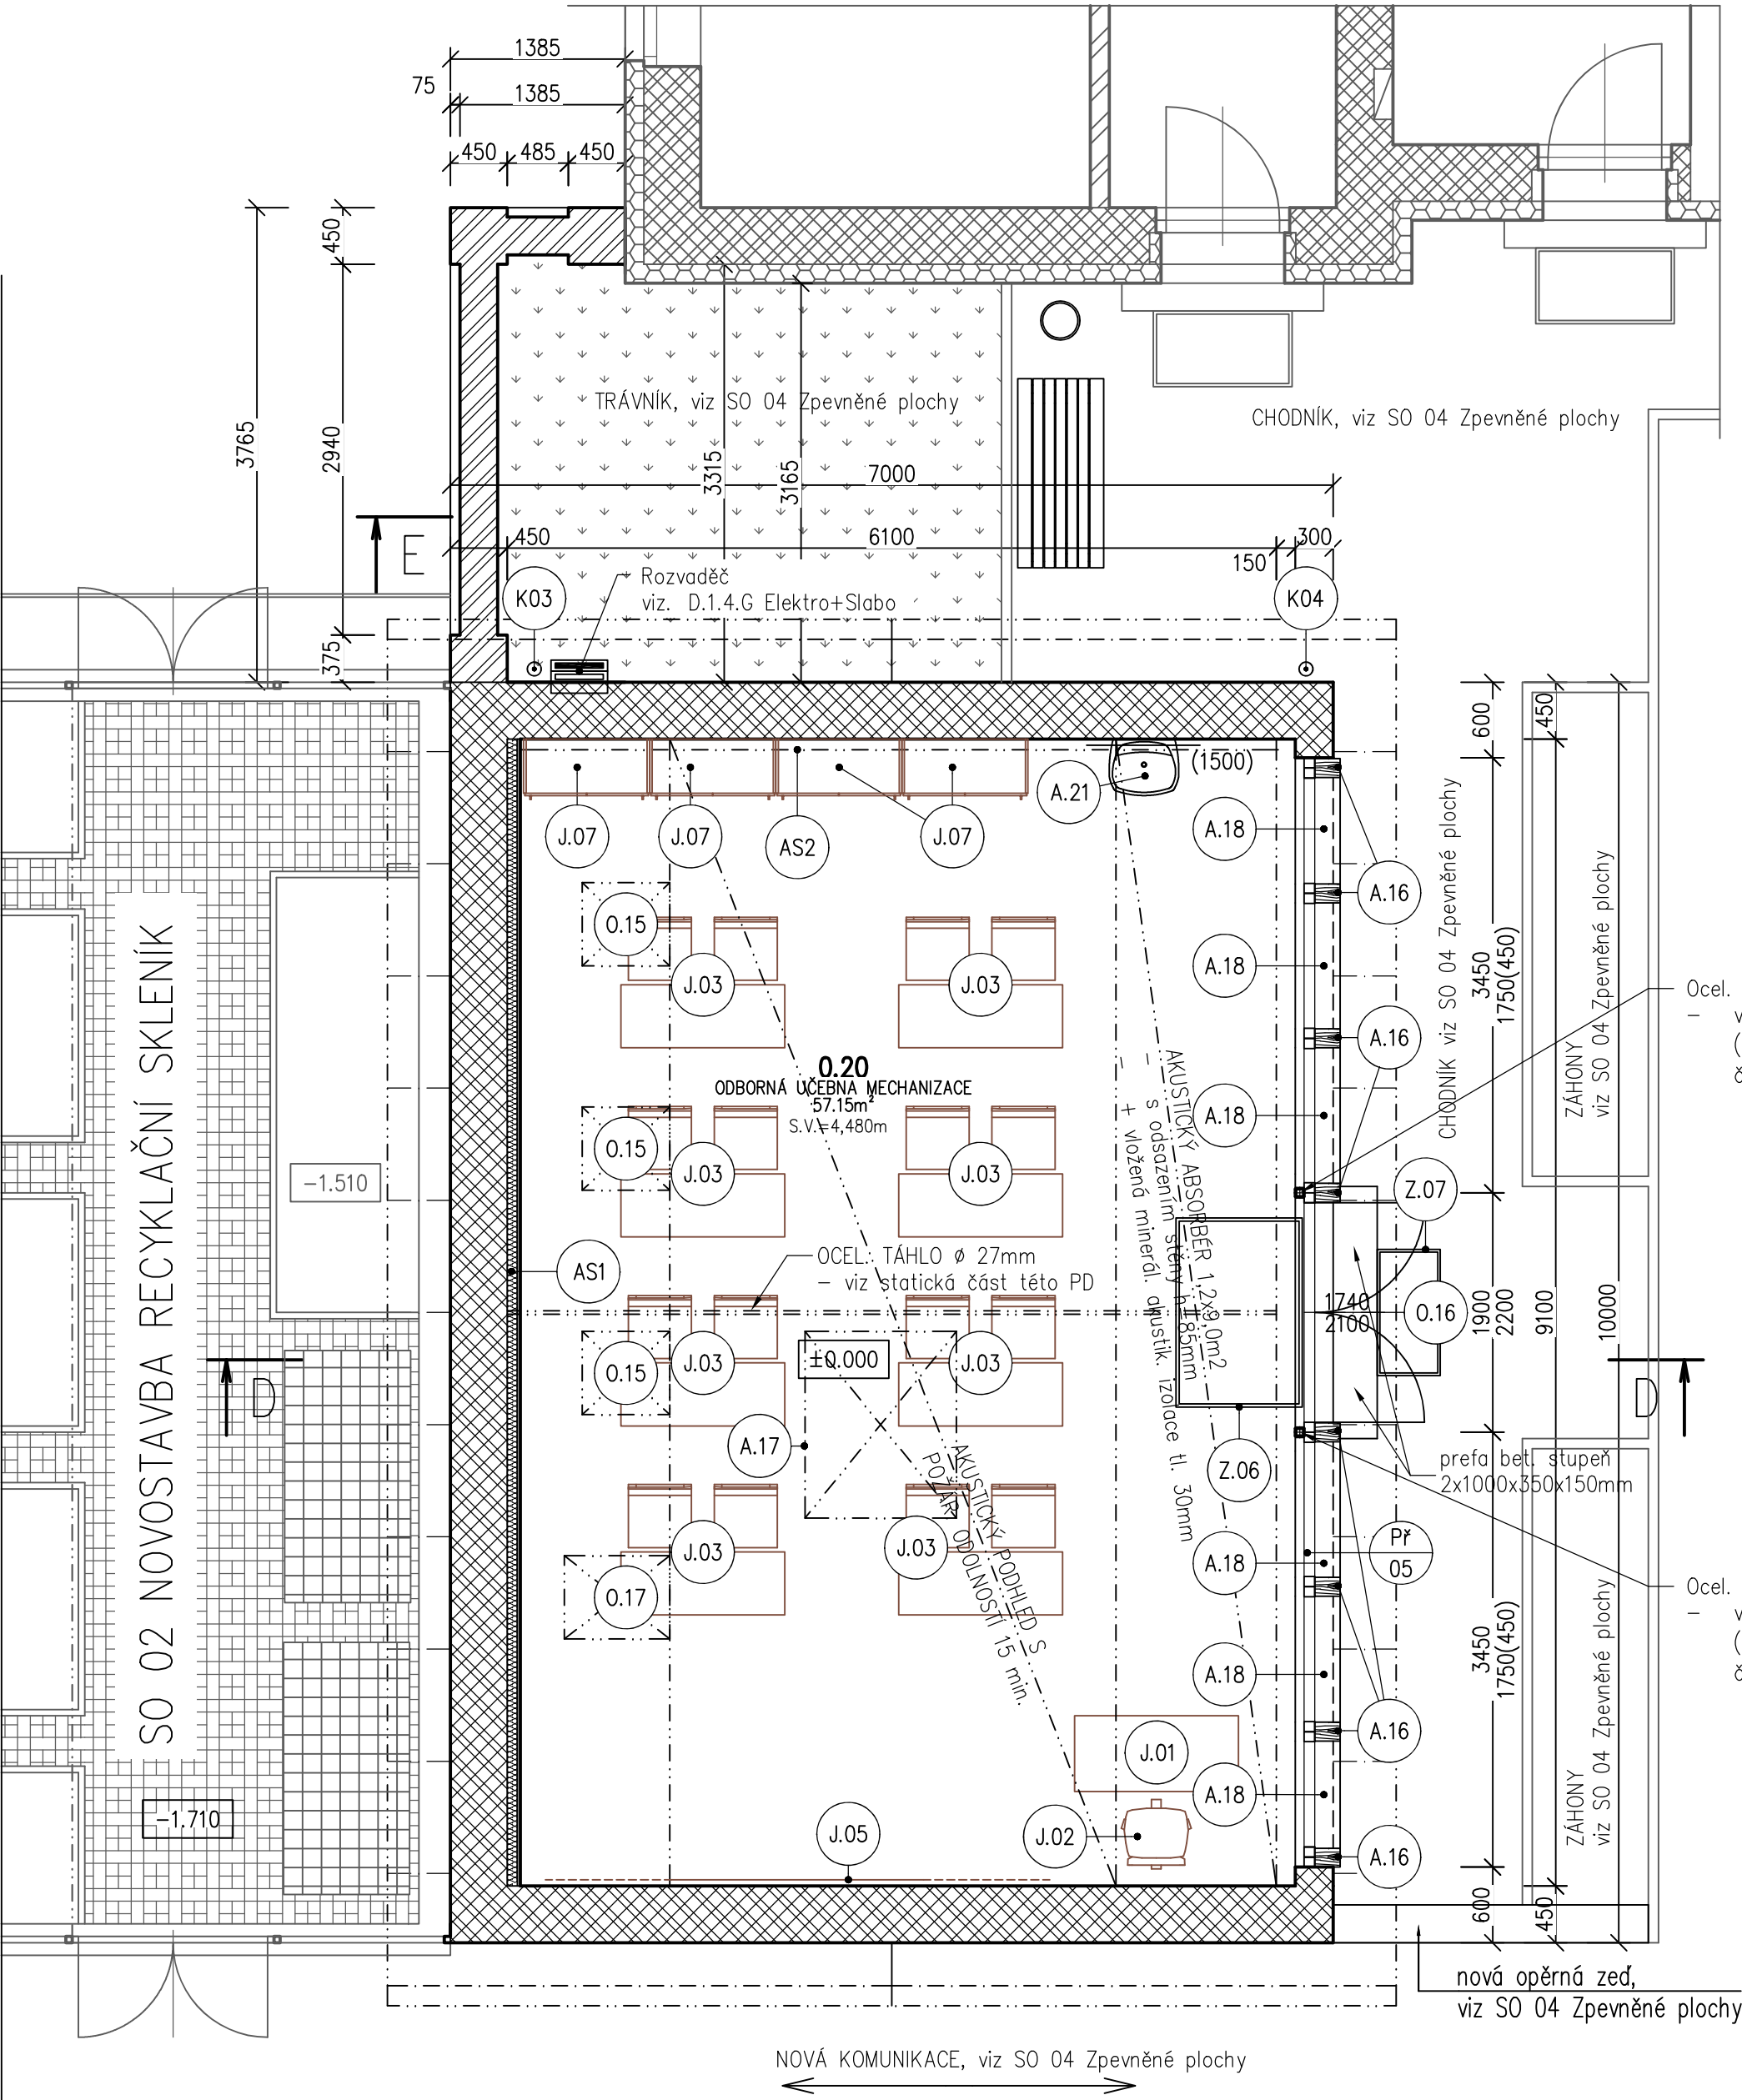 1385
75
1385
450
485
450
450
3765
2940
TRÁVNÍK, viz SO 04 Zpevněné plochy
CHODNÍK, viz SO 04 Zpevněné plochy
3315
3165
7000
E
450
6100
300
150
K03
Rozvaděč
viz. D.1.4.G Elektro+Slabo
K04
375
600
450
(1500)
A.21
J.07
J.07
AS2
J.07
A.18
A.16
O.15
J.03
J.03
A.18
CHODNÍK viz SO 04 Zpevněné plochy
3450
1750(450)
ZÁHONY
viz SO 04 Zpevněné plochy
Ocel.
–
A.16
0.20
ODBORNÁ UČEBNA MECHANIZACE
57.15m²
S.V.=4,480m
A.18
SO 02 NOVOSTAVBA RECYKLAČNÍ SKLENÍK
-1.510
O.15
J.03
J.03
AKUSTICKÝ ABSORBÉR 1,2x9,0m2
– s odsazením stěny h=85mm
– + vložená minerál. akustik. izolace tl. 30mm
Z.07
AS1
OCEL. TÁHLO ø 27mm
– viz statická část této PD
1740
2100
O.16
1900
2200
9100
10000
O.15
J.03
±0.000
J.03
D
D
A.17
Z.06
prefa bet. stupeň
2x1000x350x150mm
AKUSTICKÝ PODHLED S
POŽÁR. ODOLNOSTÍ 15 min.
J.03
J.03
A.18
Př
05
O.17
Ocel.
–
3450
1750(450)
ZÁHONY
viz SO 04 Zpevněné plochy
A.18
A.16
J.01
A.18
-1.710
J.05
J.02
A.16
600
450
nová opěrná zeď,
viz SO 04 Zpevněné plochy
NOVÁ KOMUNIKACE, viz SO 04 Zpevněné plochy